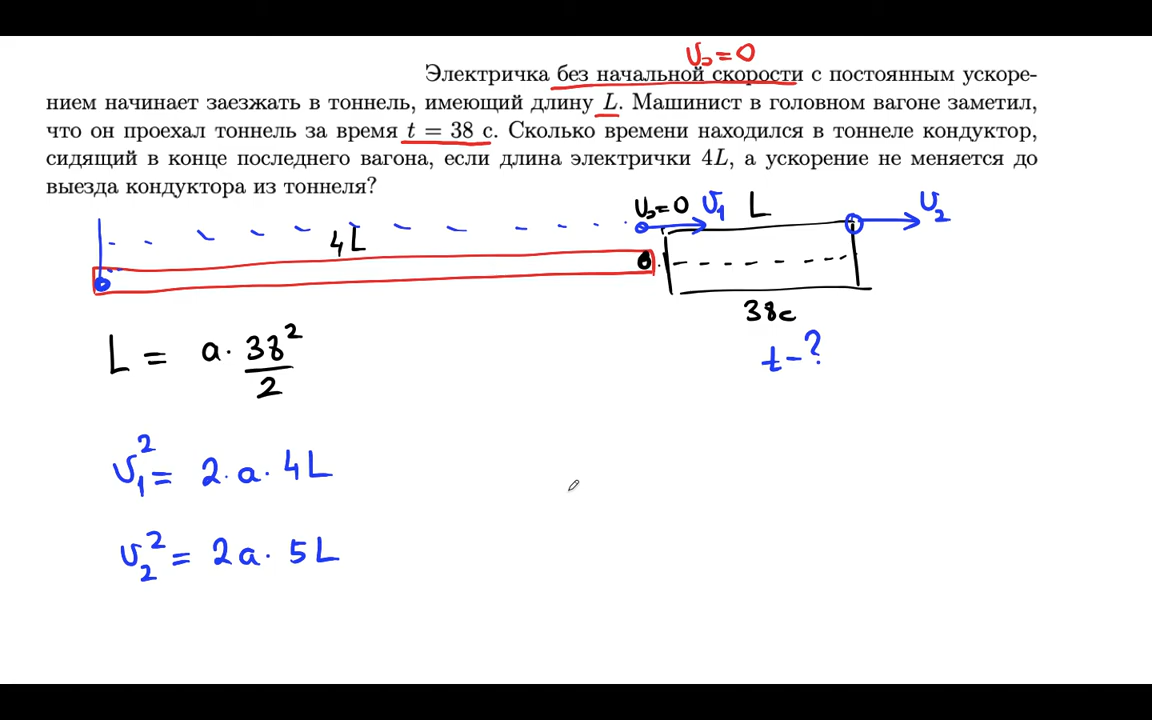 υ₀ = 0
Электричка без начальной скорости с постоянным ускоре-
нием начинает заезжать в тоннель, имеющий длину L. Машинист в головном вагоне заметил,
что он проехал тоннель за время t = 38 с. Сколько времени находился в тоннеле кондуктор,
сидящий в конце последнего вагона, если длина электрички 4L, а ускорение не меняется до
выезда кондуктора из тоннеля?
4L
υ₀ = 0 υ₁ L υ₂
38c
t - ?
L = a · 38²/2
υ₁² = 2 · a · 4L
υ₂² = 2a · 5L